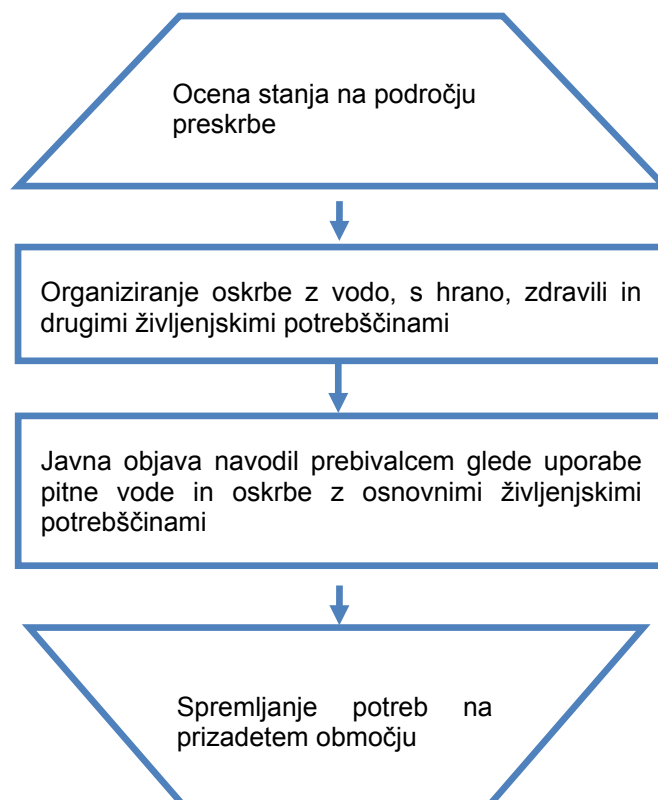 Ocena stanja na področju
preskrbe
Organiziranje oskrbe z vodo, s hrano, zdravili in
drugimi življenjskimi potrebščinami
Javna objava navodil prebivalcem glede uporabe
pitne vode in oskrbe z osnovnimi življenjskimi
potrebščinami
Spremljanje potreb na
prizadetem območju